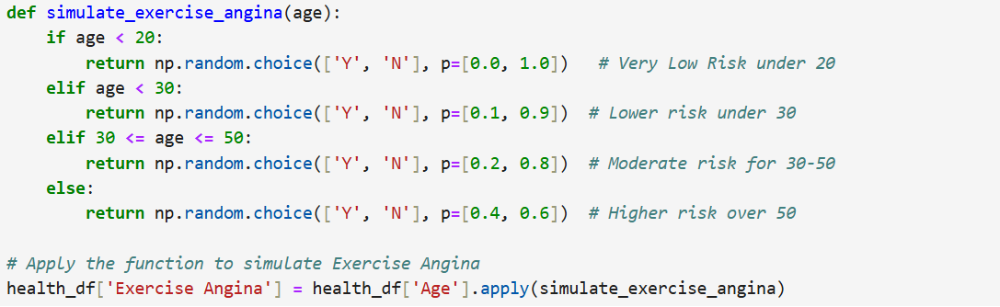 def simulate_exercise_angina(age):
    if age < 20:
        return np.random.choice(['Y', 'N'], p=[0.0, 1.0])   # Very Low Risk under 20
    elif age < 30:
        return np.random.choice(['Y', 'N'], p=[0.1, 0.9])  # Lower risk under 30
    elif 30 <= age <= 50:
        return np.random.choice(['Y', 'N'], p=[0.2, 0.8])  # Moderate risk for 30-50
    else:
        return np.random.choice(['Y', 'N'], p=[0.4, 0.6])  # Higher risk over 50

# Apply the function to simulate Exercise Angina
health_df['Exercise Angina'] = health_df['Age'].apply(simulate_exercise_angina)